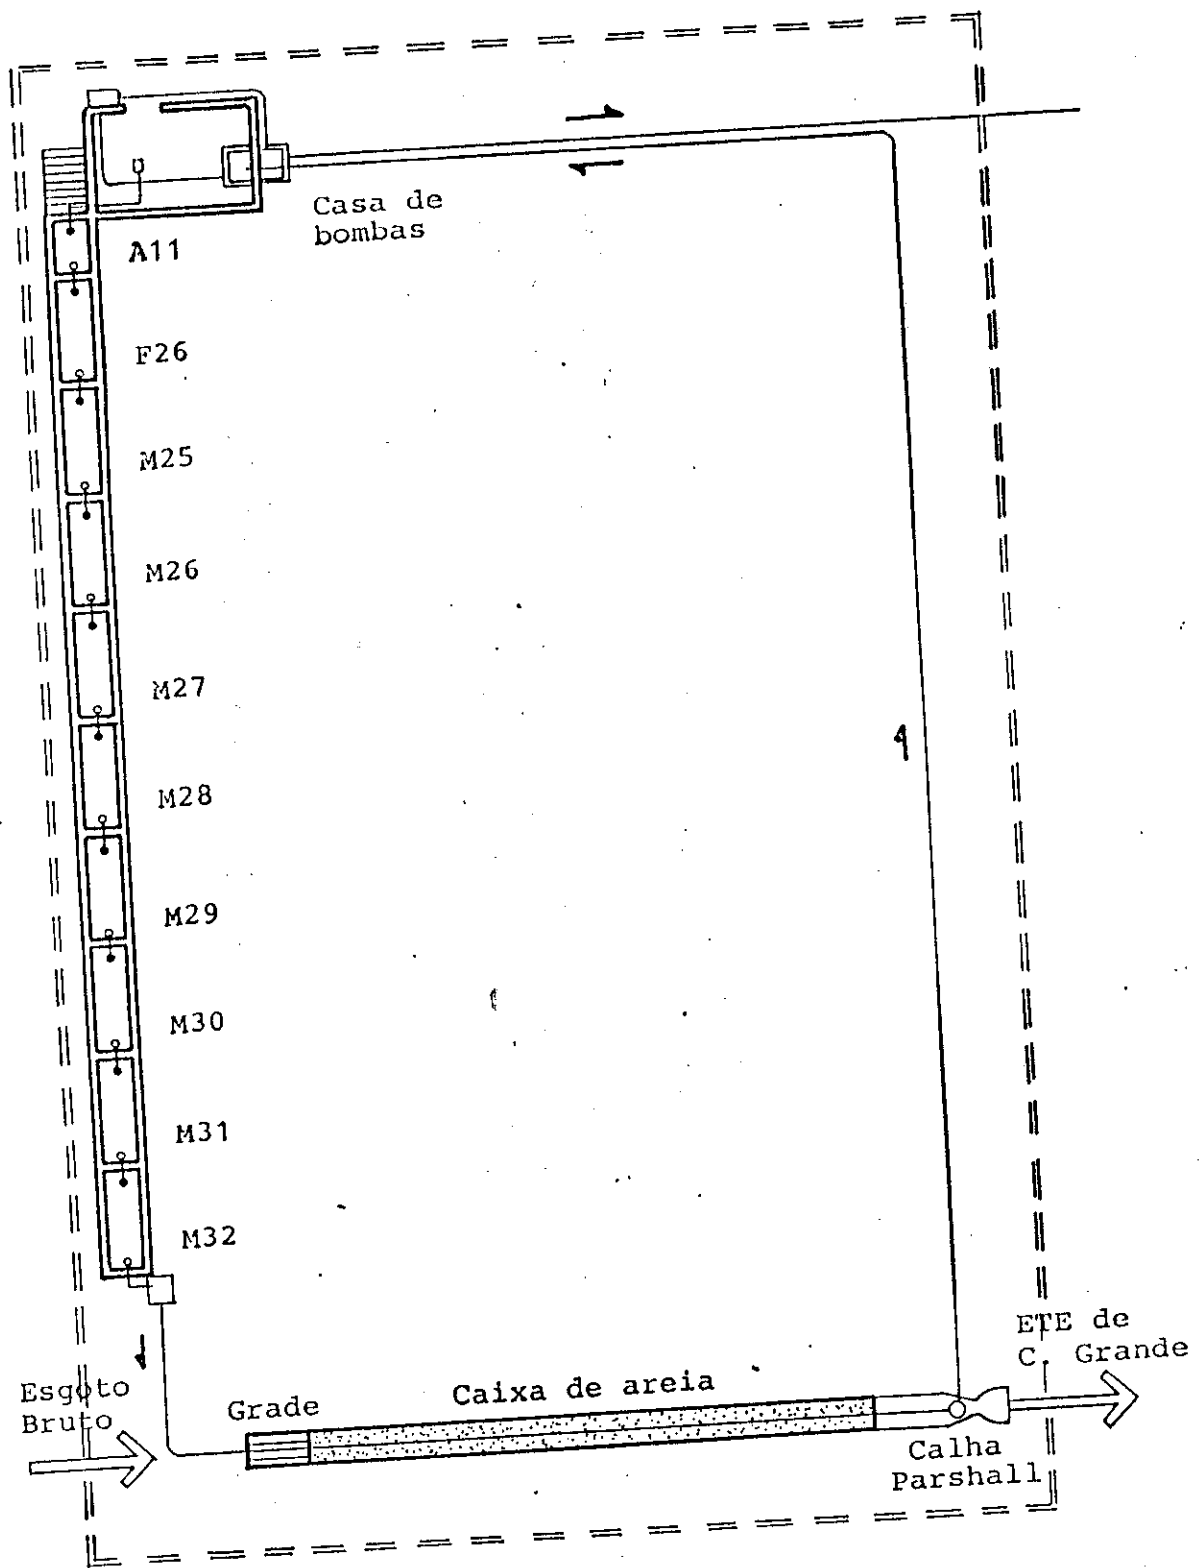 Casa de
bombas
A11
F26
M25
M26
M27
M28
M29
M30
M31
M32
Esgoto
Bruto
Grade
Caixa de areia
ETE de
C. Grande
Calha
Parshall